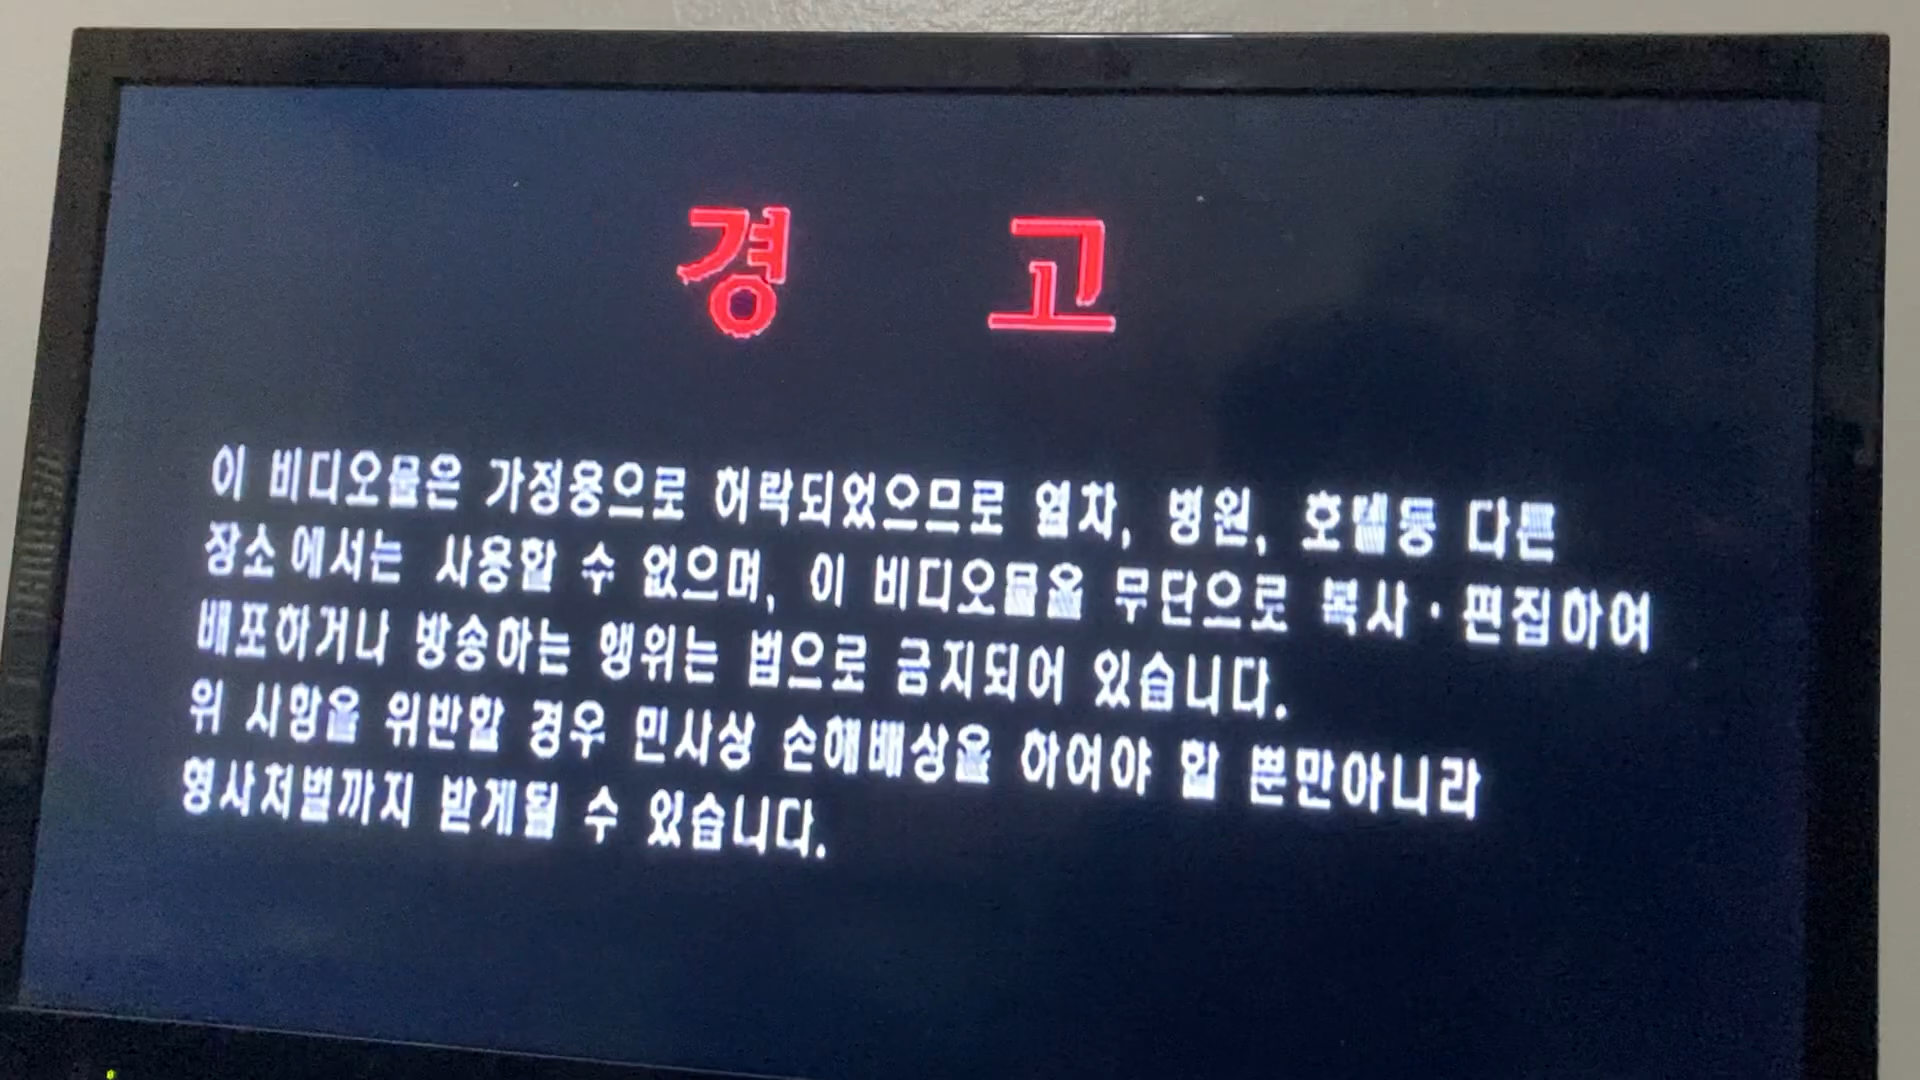 경 고
이 비디오물은 가정용으로 허락되었으므로 열차, 병원, 호텔등 다른
장소에서는 사용할 수 없으며, 이 비디오물을 무단으로 복사·편집하여
배포하거나 방송하는 행위는 법으로 금지되어 있습니다.
위 사항을 위반할 경우 민사상 손해배상을 하여야 할 뿐만아니라
형사처벌까지 받게될 수 있습니다.